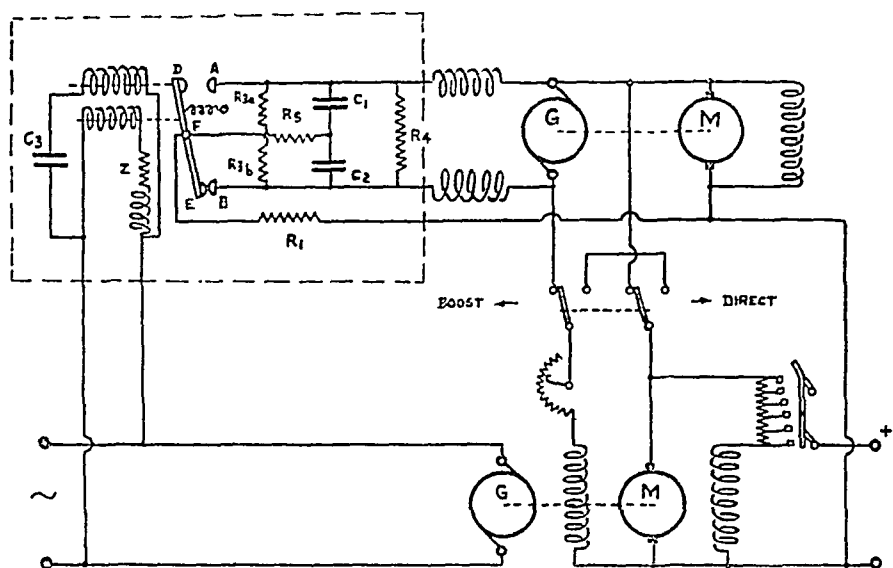 D A
R3a C1
F R5
C3 R4
G M
Z R3b C2
E B
R1
BOOST DIRECT
+
~
G M